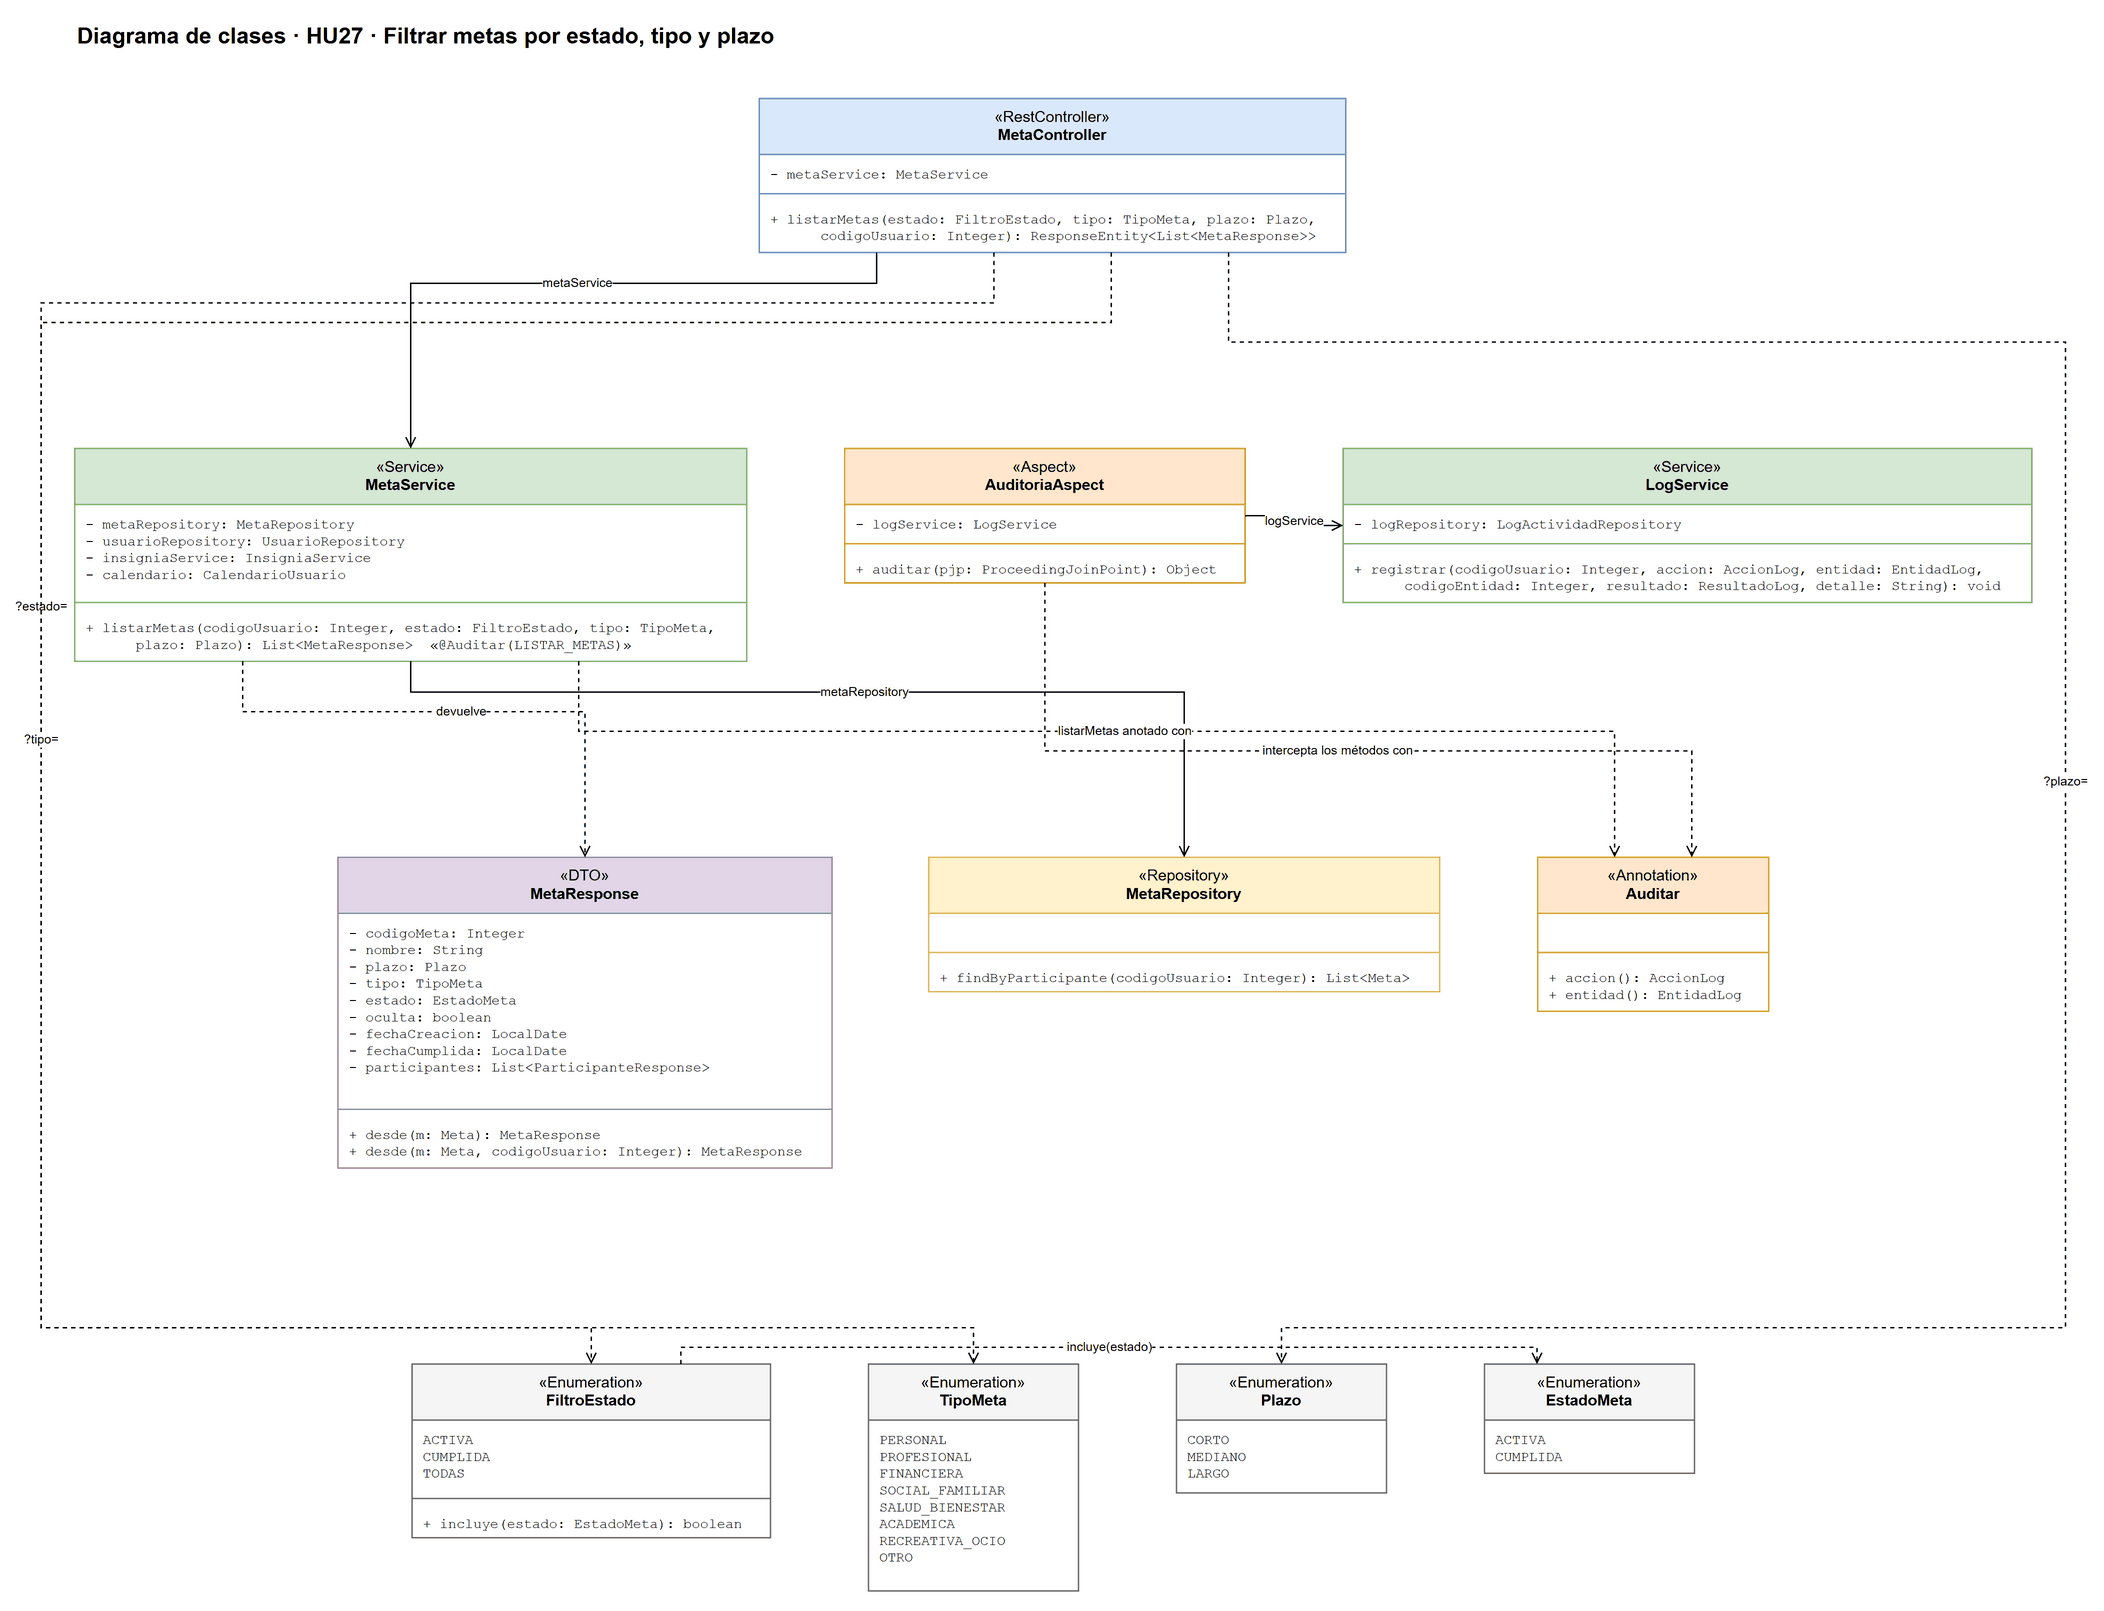 Diagrama de clases · HU27 · Filtrar metas por estado, tipo y plazo
«RestController»
MetaController
- metaService: MetaService
+ listarMetas(estado: FiltroEstado, tipo: TipoMeta, plazo: Plazo,
codigoUsuario: Integer): ResponseEntity<List<MetaResponse>>
metaService
«Service»
MetaService
- metaRepository: MetaRepository
- usuarioRepository: UsuarioRepository
- insigniaService: InsigniaService
- calendario: CalendarioUsuario
+ listarMetas(codigoUsuario: Integer, estado: FiltroEstado, tipo: TipoMeta,
plazo: Plazo): List<MetaResponse>  «@Auditar(LISTAR_METAS)»
«Aspect»
AuditoriaAspect
- logService: LogService
+ auditar(pjp: ProceedingJoinPoint): Object
logService
«Service»
LogService
- logRepository: LogActividadRepository
+ registrar(codigoUsuario: Integer, accion: AccionLog, entidad: EntidadLog,
codigoEntidad: Integer, resultado: ResultadoLog, detalle: String): void
?estado=
metaRepository
devuelve
listarMetas anotado con
?tipo=
intercepta los métodos con
?plazo=
«DTO»
MetaResponse
- codigoMeta: Integer
- nombre: String
- plazo: Plazo
- tipo: TipoMeta
- estado: EstadoMeta
- oculta: boolean
- fechaCreacion: LocalDate
- fechaCumplida: LocalDate
- participantes: List<ParticipanteResponse>
+ desde(m: Meta): MetaResponse
+ desde(m: Meta, codigoUsuario: Integer): MetaResponse
«Repository»
MetaRepository
+ findByParticipante(codigoUsuario: Integer): List<Meta>
«Annotation»
Auditar
+ accion(): AccionLog
+ entidad(): EntidadLog
incluye(estado)
«Enumeration»
FiltroEstado
ACTIVA
CUMPLIDA
TODAS
+ incluye(estado: EstadoMeta): boolean
«Enumeration»
TipoMeta
PERSONAL
PROFESIONAL
FINANCIERA
SOCIAL_FAMILIAR
SALUD_BIENESTAR
ACADEMICA
RECREATIVA_OCIO
OTRO
«Enumeration»
Plazo
CORTO
MEDIANO
LARGO
«Enumeration»
EstadoMeta
ACTIVA
CUMPLIDA